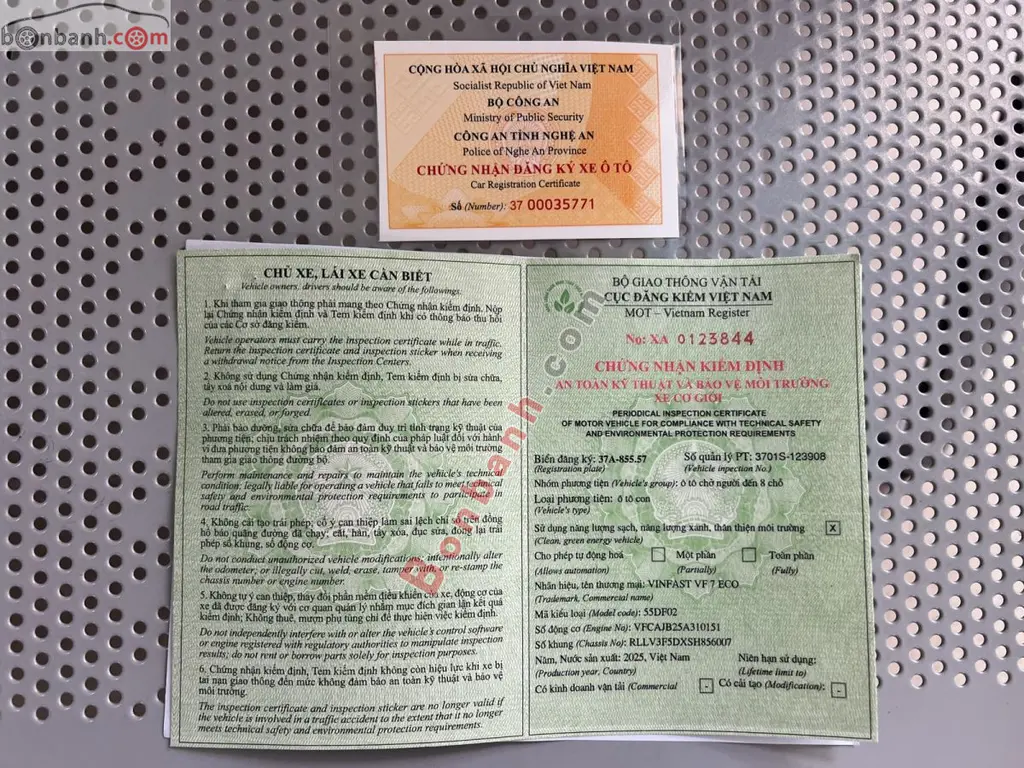 bonbanh.com
CỘNG HÒA XÃ HỘI CHỦ NGHĨA VIỆT NAM
Socialist Republic of Viet Nam
BỘ CÔNG AN
Ministry of Public Security
CÔNG AN TỈNH NGHỆ AN
Police of Nghe An Province
CHỨNG NHẬN ĐĂNG KÝ XE Ô TÔ
Car Registration Certificate
Số (Number): 37 00035771
CHỦ XE, LÁI XE CẦN BIẾT
Vehicle owners, drivers should be aware of the followings.
1. Khi tham gia giao thông phải mang theo Chứng nhận kiểm định. Nộp
lại Chứng nhận kiểm định và Tem kiểm định khi có thông báo thu hồi
của các Cơ sở đăng kiểm.
Vehicle operators must carry the inspection certificate while in traffic.
Return the inspection certificate and inspection sticker when receiving
a withdrawal notice from the Inspection Centers.
2. Không sử dụng Chứng nhận kiểm định, Tem kiểm định bị sửa chữa,
tẩy xoá nội dung và làm giả.
Do not use inspection certificates or inspection stickers that have been
altered, erased, or forged.
3. Phải bảo dưỡng, sửa chữa để bảo đảm duy trì tình trạng kỹ thuật của
phương tiện; chịu trách nhiệm theo quy định của pháp luật đối với hành
vi đưa phương tiện không bảo đảm an toàn kỹ thuật và bảo vệ môi trường
tham gia giao thông đường bộ.
Perform maintenance and repairs to maintain the vehicle's technical
condition; legally liable for operating a vehicle that fails to meet technical
safety and environmental protection requirements to participate in
road traffic.
4. Không cải tạo trái phép; cố ý can thiệp làm sai lệch chỉ số trên đồng
hồ báo quãng đường đã chạy; cắt, hàn, tẩy xóa, đục sửa, đóng lại trái
phép số khung, số động cơ.
Do not conduct unauthorized vehicle modifications; intentionally alter
the odometer; or illegally cut, weld, erase, tamper with, or re-stamp the
chassis number or engine number.
5. Không tự ý can thiệp, thay đổi phần mềm điều khiển của xe, động cơ của
xe đã được đăng ký với cơ quan quản lý nhằm mục đích gian lận kết quả
kiểm định; Không thuê, mượn phụ tùng chỉ để thực hiện việc kiểm định.
Do not independently interfere with or alter the vehicle's control software
or engine registered with regulatory authorities to manipulate inspection
results; do not rent or borrow parts solely for inspection purposes.
6. Chứng nhận kiểm định, Tem kiểm định không còn hiệu lực khi xe bị
tai nạn giao thông đến mức không đảm bảo an toàn kỹ thuật và bảo vệ
môi trường.
The inspection certificate and inspection sticker are no longer valid if
the vehicle is involved in a traffic accident to the extent that it no longer
meets technical safety and environmental protection requirements.
BỘ GIAO THÔNG VẬN TẢI
CỤC ĐĂNG KIỂM VIỆT NAM
MOT – Vietnam Register
No: XA 0123844
CHỨNG NHẬN KIỂM ĐỊNH
AN TOÀN KỸ THUẬT VÀ BẢO VỆ MÔI TRƯỜNG
XE CƠ GIỚI
PERIODICAL INSPECTION CERTIFICATE
OF MOTOR VEHICLE FOR COMPLIANCE WITH TECHNICAL SAFETY
AND ENVIRONMENTAL PROTECTION REQUIREMENTS
Biển đăng ký: 37A-855.57 Số quản lý PT: 3701S-123908
(Registration plate) (Vehicle inpection No.)
Nhóm phương tiện (Vehicle's group): ô tô chở người đến 8 chỗ
Loại phương tiện: ô tô con
(Vehicle's type)
Sử dụng năng lượng sạch, năng lượng xanh, thân thiện môi trường X
(Clean, green energy vehicle)
Cho phép tự động hoá Một phần Toàn phần
(Allows automation) (Partially) (Fully)
Nhãn hiệu, tên thương mại: VINFAST VF 7 ECO
(Trademark, Commercial name)
Mã kiểu loại (Model code): 55DF02
Số động cơ (Engine No): VFCAJB25A310151
Số khung (Chassis No): RLLV3F5DXSH856007
Năm, Nước sản xuất: 2025, Việt Nam Niên hạn sử dụng:
(Production year, Country) (Lifetime limit to)
Có kinh doanh vận tải (Commercial - Có cải tạo (Modification): -
Bonbanh.com